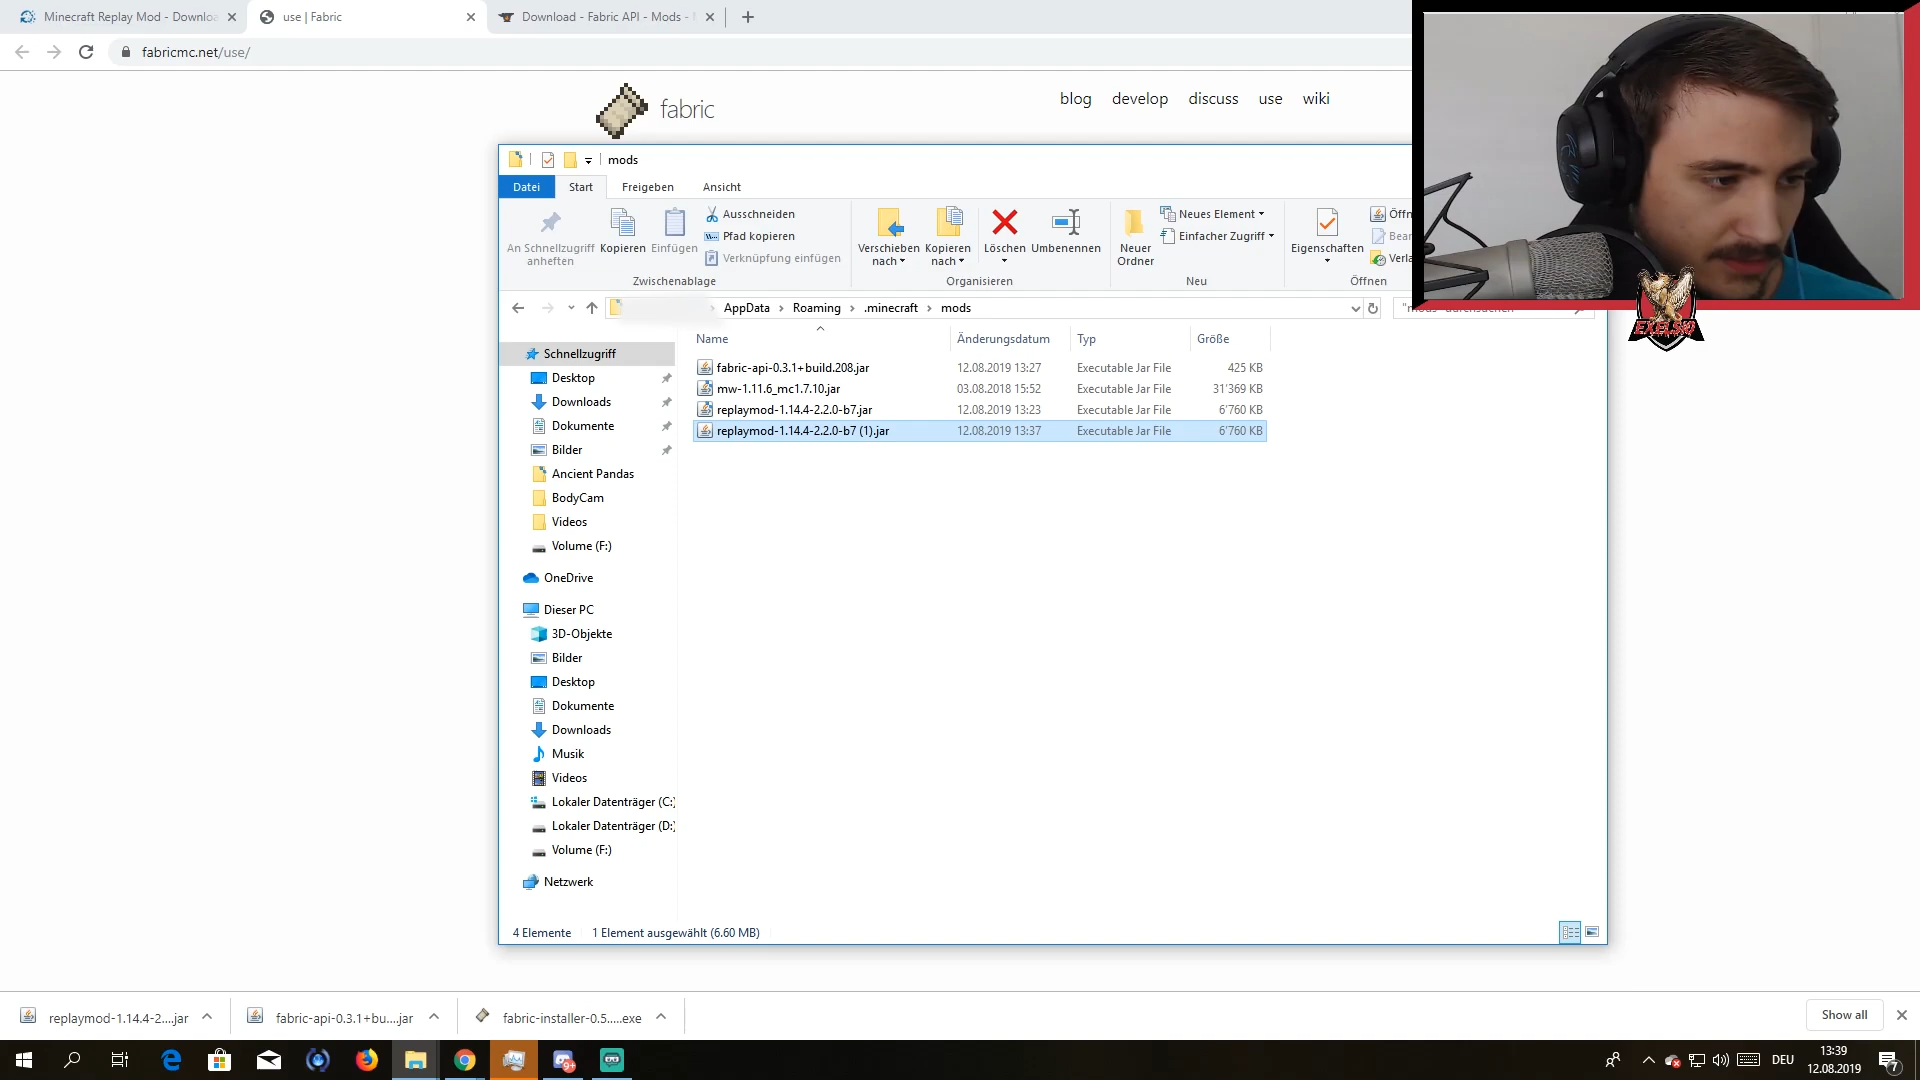 Minecraft Replay Mod - Downloa
use | Fabric
Download - Fabric API - Mods -
fabricmc.net/use/
fabric
blog develop discuss use wiki
mods
Datei Start Freigeben Ansicht
An Schnellzugriff anheften
Kopieren
Einfügen
Ausschneiden
Pfad kopieren
Verknüpfung einfügen
Zwischenablage
Verschieben nach
Kopieren nach
Löschen
Umbenennen
Organisieren
Neuer Ordner
Neues Element
Einfacher Zugriff
Neu
Eigenschaften
Öffn
Bear
Verla
Öffnen
AppData Roaming .minecraft mods
Name Änderungsdatum Typ Größe
fabric-api-0.3.1+build.208.jar 12.08.2019 13:27 Executable Jar File 425 KB
mw-1.11.6_mc1.7.10.jar 03.08.2018 15:52 Executable Jar File 31'369 KB
replaymod-1.14.4-2.2.0-b7.jar 12.08.2019 13:23 Executable Jar File 6'760 KB
replaymod-1.14.4-2.2.0-b7 (1).jar 12.08.2019 13:37 Executable Jar File 6'760 KB
Schnellzugriff
Desktop
Downloads
Dokumente
Bilder
Ancient Pandas
BodyCam
Videos
Volume (F:)
OneDrive
Dieser PC
3D-Objekte
Bilder
Desktop
Dokumente
Downloads
Musik
Videos
Lokaler Datenträger (C:)
Lokaler Datenträger (D:)
Volume (F:)
Netzwerk
4 Elemente 1 Element ausgewählt (6.60 MB)
EXELSIO
replaymod-1.14.4-2....jar
fabric-api-0.3.1+bu....jar
fabric-installer-0.5.....exe
Show all
9+
DEU
13:39
12.08.2019
7